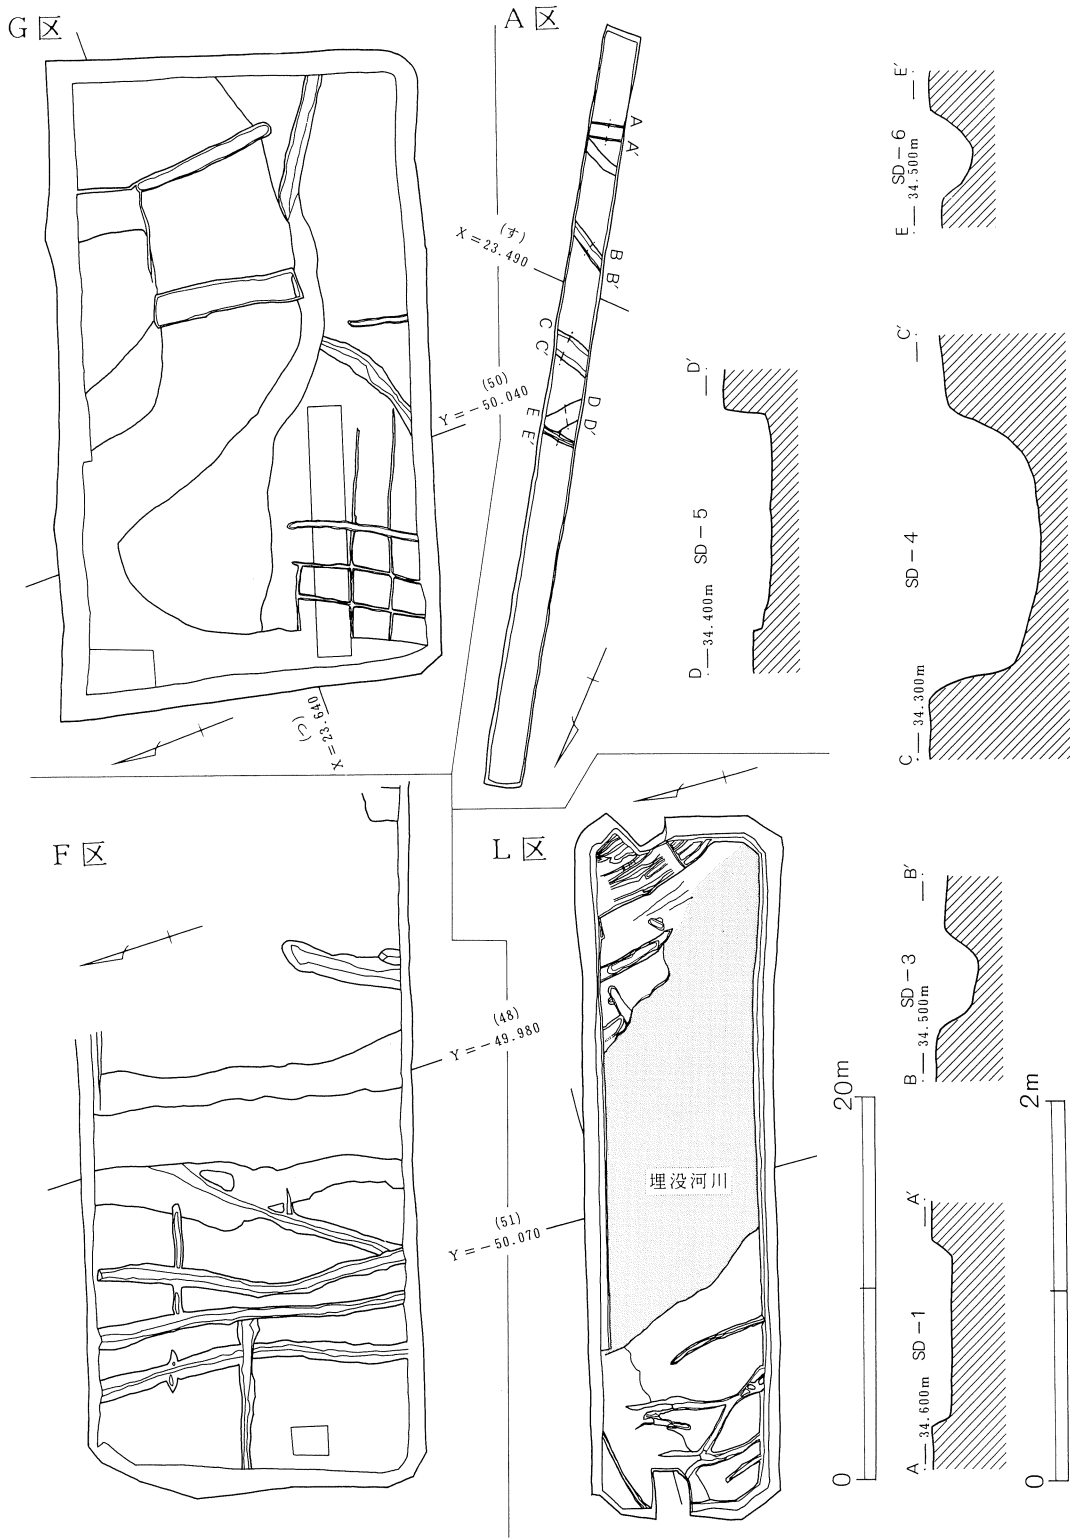 G区
X=23.640
(つ)
Y=-50.040
(50)
A区
A
A′
B
B′
C
C′
D
D′
E
E′
X=23.490
(す)
F区
Y=-49.980
(48)
L区
埋没河川
Y=-50.070
(51)
E 34.500m E′
SD-6
D 34.400m SD-5 D′
C 34.300m C′
SD-4
B 34.500m B′
SD-3
A 34.600m SD-1 A′
0 20m
0 2m